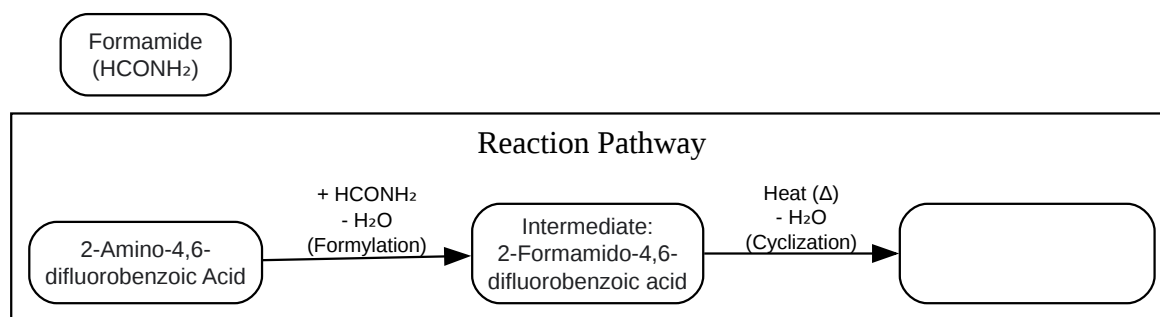 Formamide
(HCONH₂)
Reaction Pathway
+ HCONH₂
- H₂O
(Formylation)
Heat (Δ)
- H₂O
(Cyclization)
2-Amino-4,6-
difluorobenzoic Acid
Intermediate:
2-Formamido-4,6-
difluorobenzoic acid